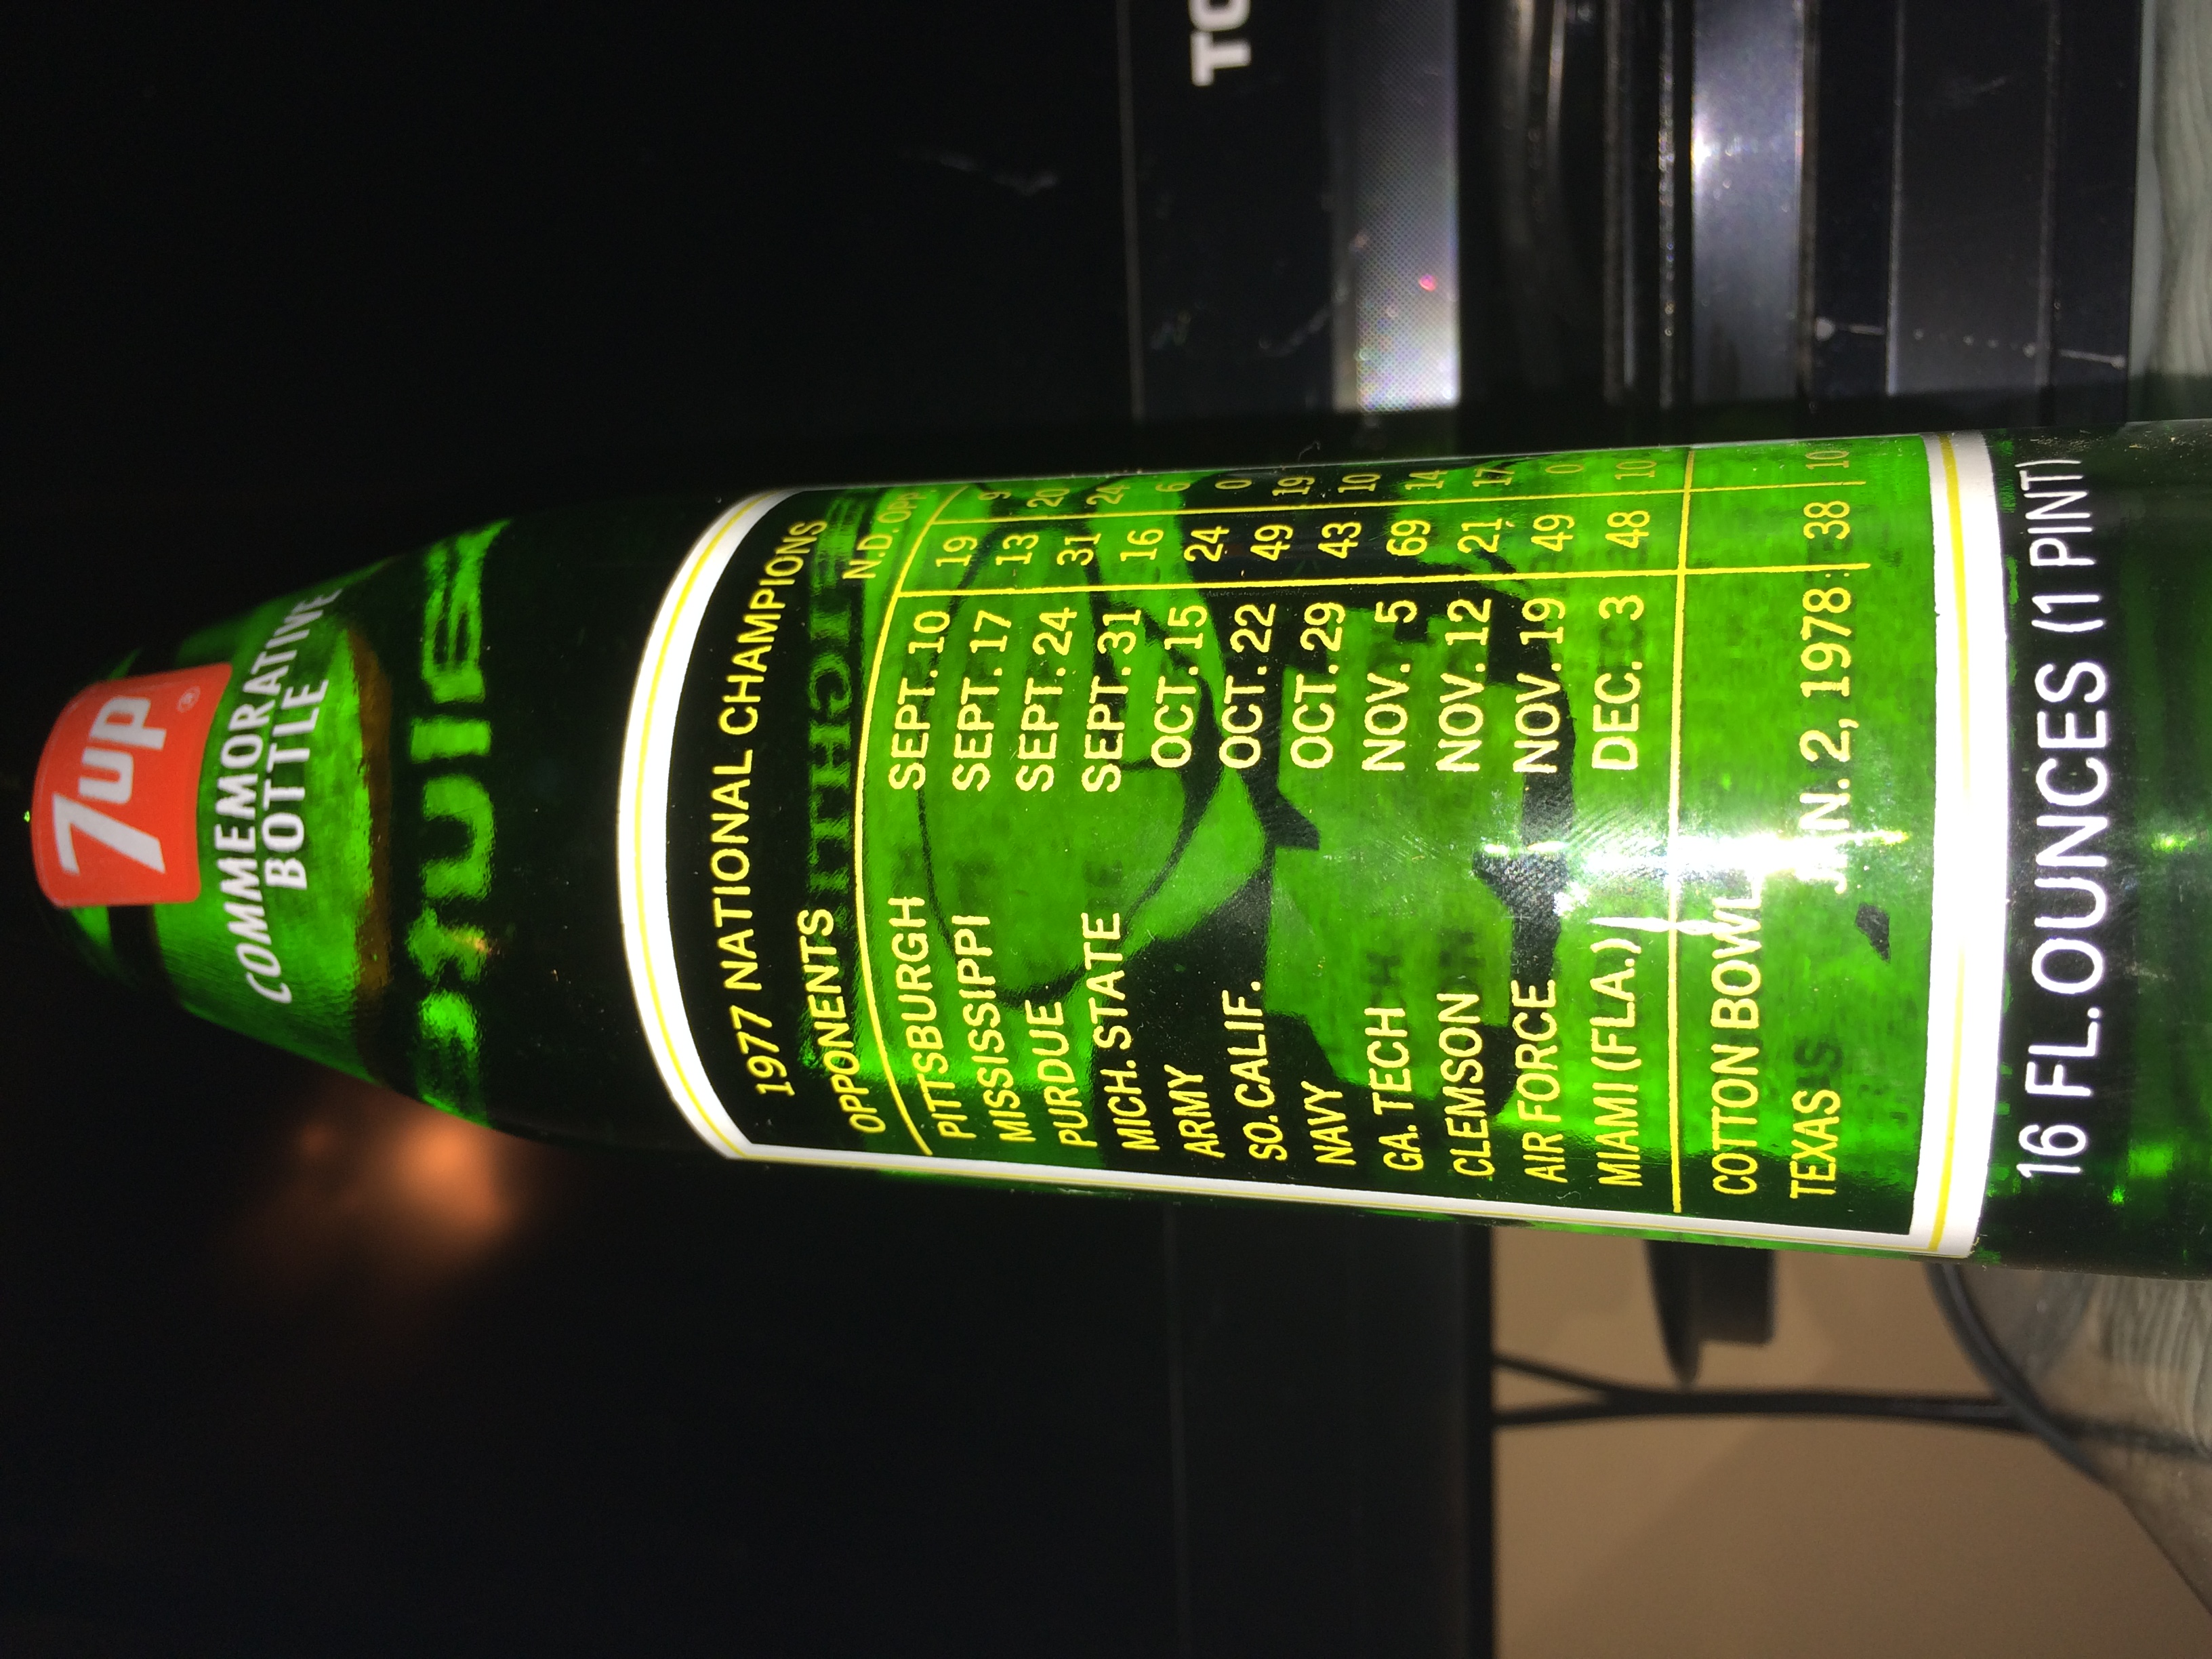 7up
COMMEMORATIVE
BOTTLE
1977 NATIONAL CHAMPIONS
OPPONENTS N.D. OPP.
PITTSBURGH SEPT. 10 19 9
MISSISSIPPI SEPT. 17 13 20
PURDUE SEPT. 24 31 24
MICH. STATE SEPT. 31 16 6
ARMY OCT. 15 24 0
SO. CALIF. OCT. 22 49 19
NAVY OCT. 29 43 10
GA. TECH NOV. 5 69 14
CLEMSON NOV. 12 21 17
AIR FORCE NOV. 19 49 0
MIAMI (FLA.) DEC. 3 48 10
COTTON BOWL
TEXAS JAN. 2, 1978 38 10
16 FL. OUNCES (1 PINT)